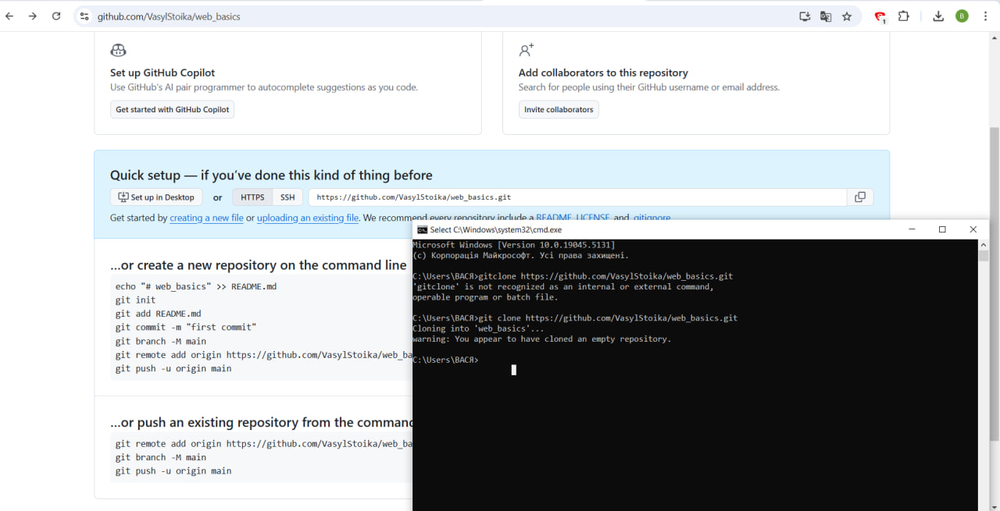 github.com/VasylStoika/web_basics
1
B
Set up GitHub Copilot
Use GitHub's AI pair programmer to autocomplete suggestions as you code.
Get started with GitHub Copilot
Add collaborators to this repository
Search for people using their GitHub username or email address.
Invite collaborators
Quick setup — if you've done this kind of thing before
Set up in Desktop or HTTPS SSH https://github.com/VasylStoika/web_basics.git
Get started by creating a new file or uploading an existing file. We recommend every repository include a README, LICENSE, and .gitignore.
...or create a new repository on the command line
echo "# web_basics" >> README.md
git init
git add README.md
git commit -m "first commit"
git branch -M main
git remote add origin https://github.com/VasylStoika/web_ba
git push -u origin main
...or push an existing repository from the command
git remote add origin https://github.com/VasylStoika/web_ba
git branch -M main
git push -u origin main
Select C:\Windows\system32\cmd.exe
Microsoft Windows [Version 10.0.19045.5131]
(c) Корпорація Майкрософт. Усі права захищені.
C:\Users\ВАСЯ>gitclone https://github.com/VasylStoika/web_basics.git
'gitclone' is not recognized as an internal or external command,
operable program or batch file.
C:\Users\ВАСЯ>git clone https://github.com/VasylStoika/web_basics.git
Cloning into 'web_basics'...
warning: You appear to have cloned an empty repository.
C:\Users\ВАСЯ>